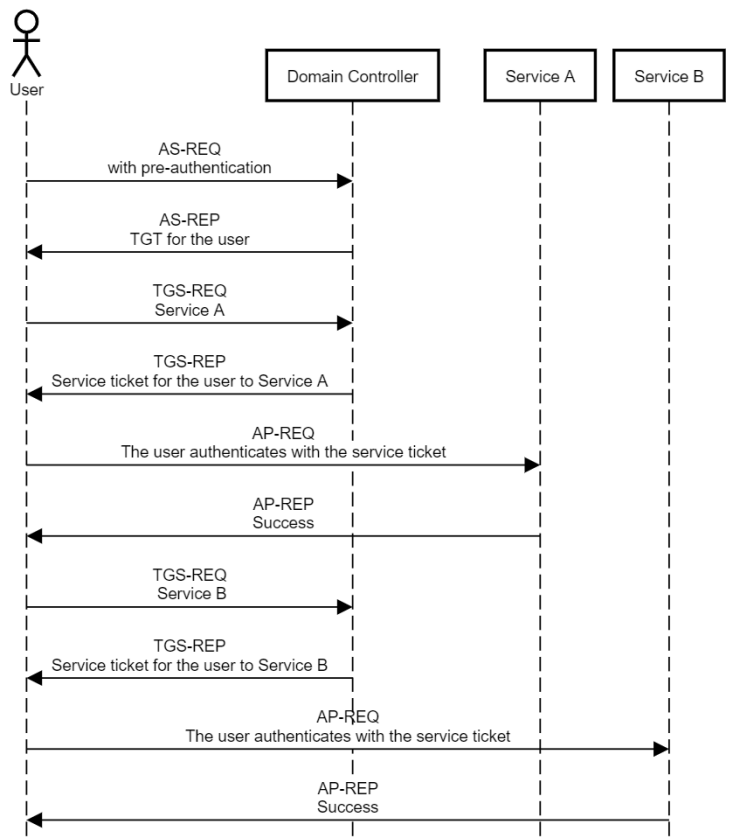 User
Domain Controller
Service A
Service B
AS-REQ
with pre-authentication
AS-REP
TGT for the user
TGS-REQ
Service A
TGS-REP
Service ticket for the user to Service A
AP-REQ
The user authenticates with the service ticket
AP-REP
Success
TGS-REQ
Service B
TGS-REP
Service ticket for the user to Service B
AP-REQ
The user authenticates with the service ticket
AP-REP
Success